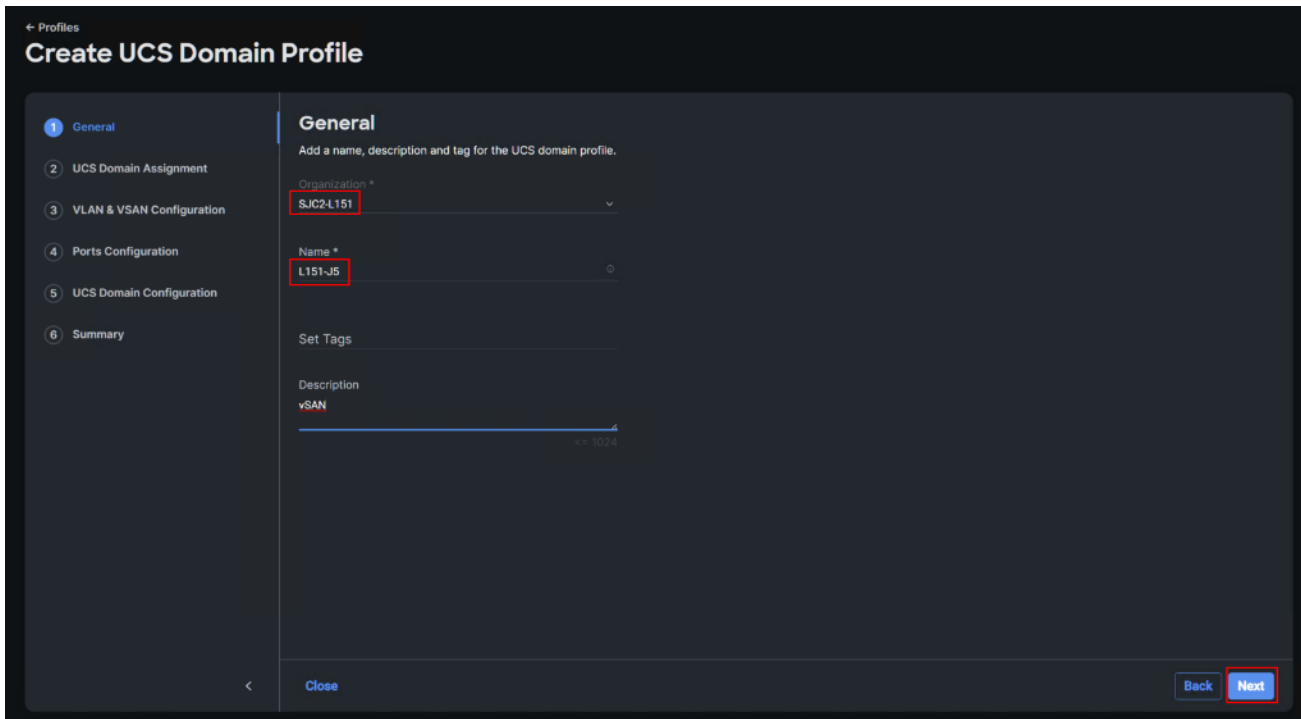 ← Profiles
Create UCS Domain Profile
1 General
2 UCS Domain Assignment
3 VLAN & VSAN Configuration
4 Ports Configuration
5 UCS Domain Configuration
6 Summary
General
Add a name, description and tag for the UCS domain profile.
Organization *
SJC2-L151
Name *
L151-J5
Set Tags
Description
vSAN
<= 1024
Close
Back
Next